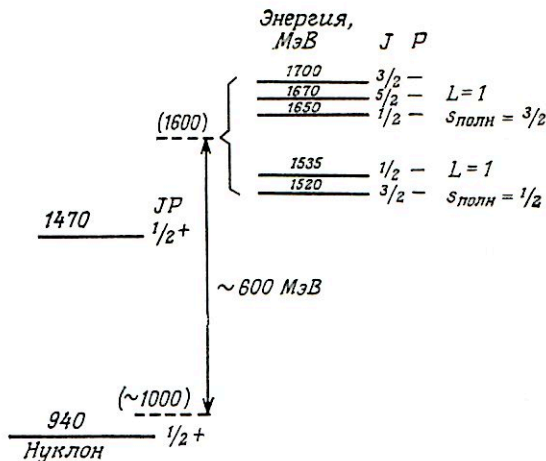 Энергия,
МэВ J P
1700 3/2 –
1670 5/2 – L = 1
1650 1/2 – Sполн = 3/2
(1600)
1535 1/2 – L = 1
1520 3/2 – Sполн = 1/2
JP
1470 1/2+
~ 600 МэВ
(~1000)
940 1/2+
Нуклон